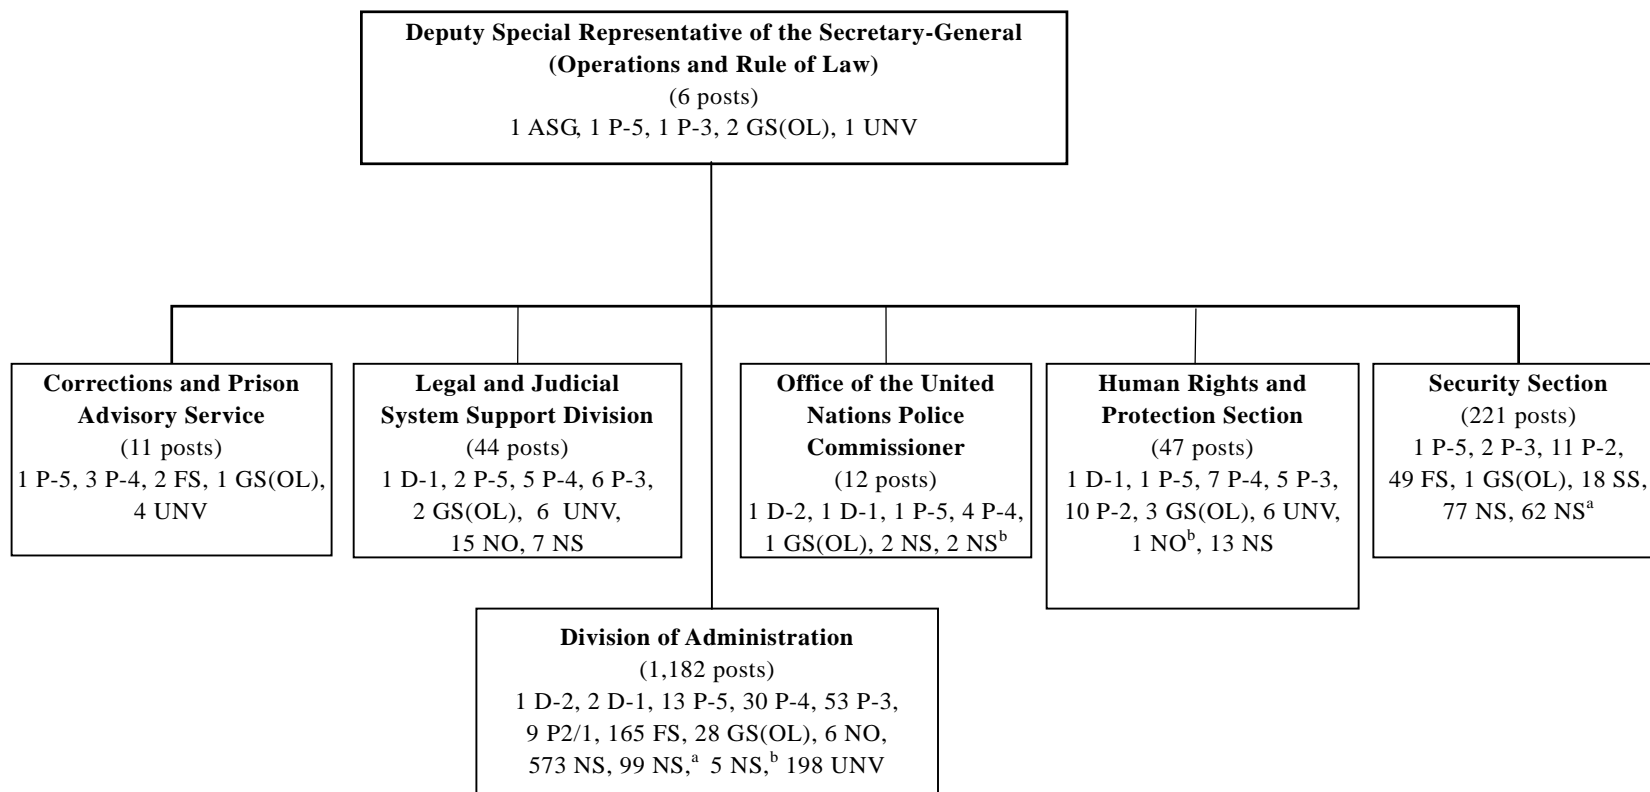 Deputy Special Representative of the Secretary-General
(Operations and Rule of Law)
(6 posts)
1 ASG, 1 P-5, 1 P-3, 2 GS(OL), 1 UNV
Corrections and Prison
Advisory Service
(11 posts)
1 P-5, 3 P-4, 2 FS, 1 GS(OL),
4 UNV
Legal and Judicial
System Support Division
(44 posts)
1 D-1, 2 P-5, 5 P-4, 6 P-3,
2 GS(OL), 6 UNV,
15 NO, 7 NS
Office of the United
Nations Police
Commissioner
(12 posts)
1 D-2, 1 D-1, 1 P-5, 4 P-4,
1 GS(OL), 2 NS, 2 NSᵇ
Human Rights and
Protection Section
(47 posts)
1 D-1, 1 P-5, 7 P-4, 5 P-3,
10 P-2, 3 GS(OL), 6 UNV,
1 NOᵇ, 13 NS
Security Section
(221 posts)
1 P-5, 2 P-3, 11 P-2,
49 FS, 1 GS(OL), 18 SS,
77 NS, 62 NSᵃ
Division of Administration
(1,182 posts)
1 D-2, 2 D-1, 13 P-5, 30 P-4, 53 P-3,
9 P2/1, 165 FS, 28 GS(OL), 6 NO,
573 NS, 99 NS,ᵃ 5 NS,ᵇ 198 UNV